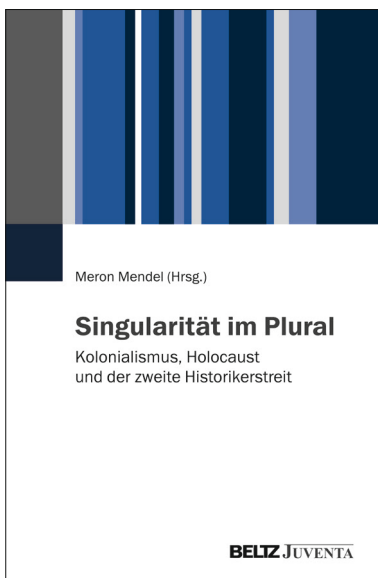 Meron Mendel (Hrsg.)
Singularität im Plural
Kolonialismus, Holocaust
und der zweite Historikerstreit
BELTZ JUVENTA